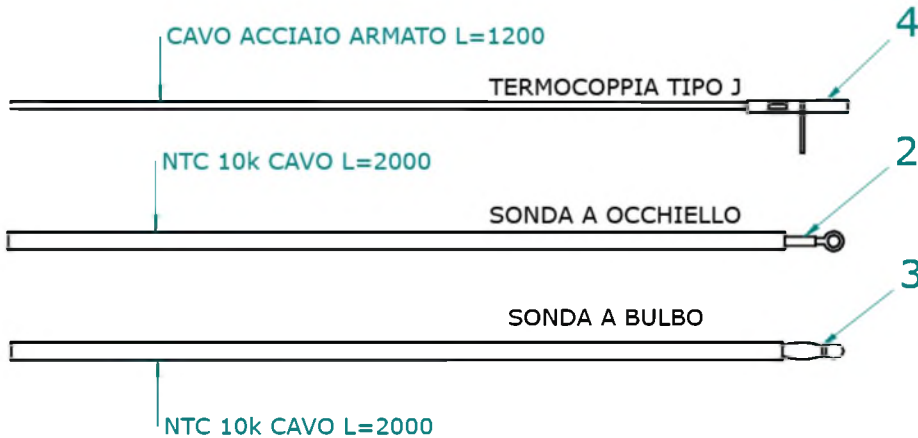 CAVO ACCIAIO ARMATO L=1200
4
TERMOCOPPIA TIPO J
NTC 10k CAVO L=2000
2
SONDA A OCCHIELLO
3
SONDA A BULBO
NTC 10k CAVO L=2000